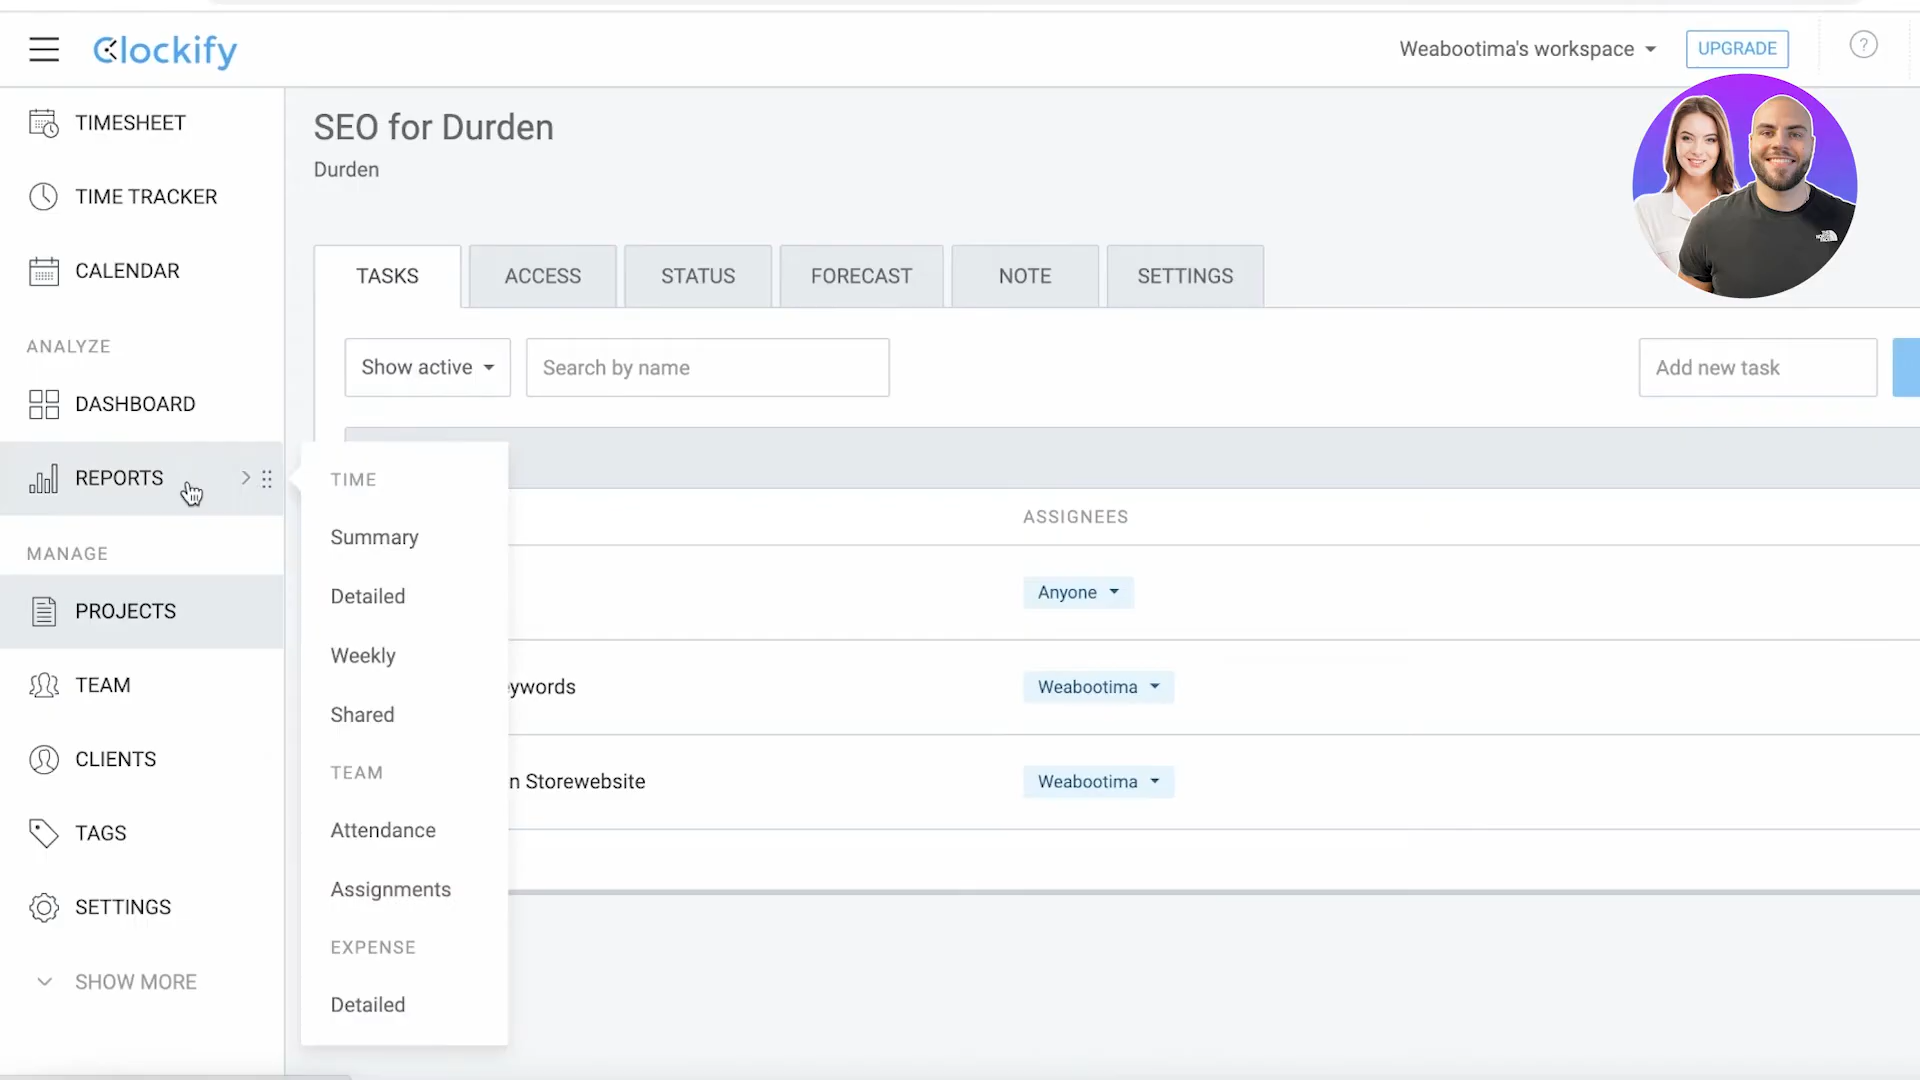 Clockify
Weabootima's workspace
UPGRADE
?
TIMESHEET
TIME TRACKER
CALENDAR
ANALYZE
DASHBOARD
REPORTS
MANAGE
PROJECTS
TEAM
CLIENTS
TAGS
SETTINGS
SHOW MORE
SEO for Durden
Durden
TASKS
ACCESS
STATUS
FORECAST
NOTE
SETTINGS
Show active
Search by name
Add new task
TIME
Summary
Detailed
Weekly
Shared
TEAM
Attendance
Assignments
EXPENSE
Detailed
ASSIGNEES
Anyone
ywords
Weabootima
n Storewebsite
Weabootima